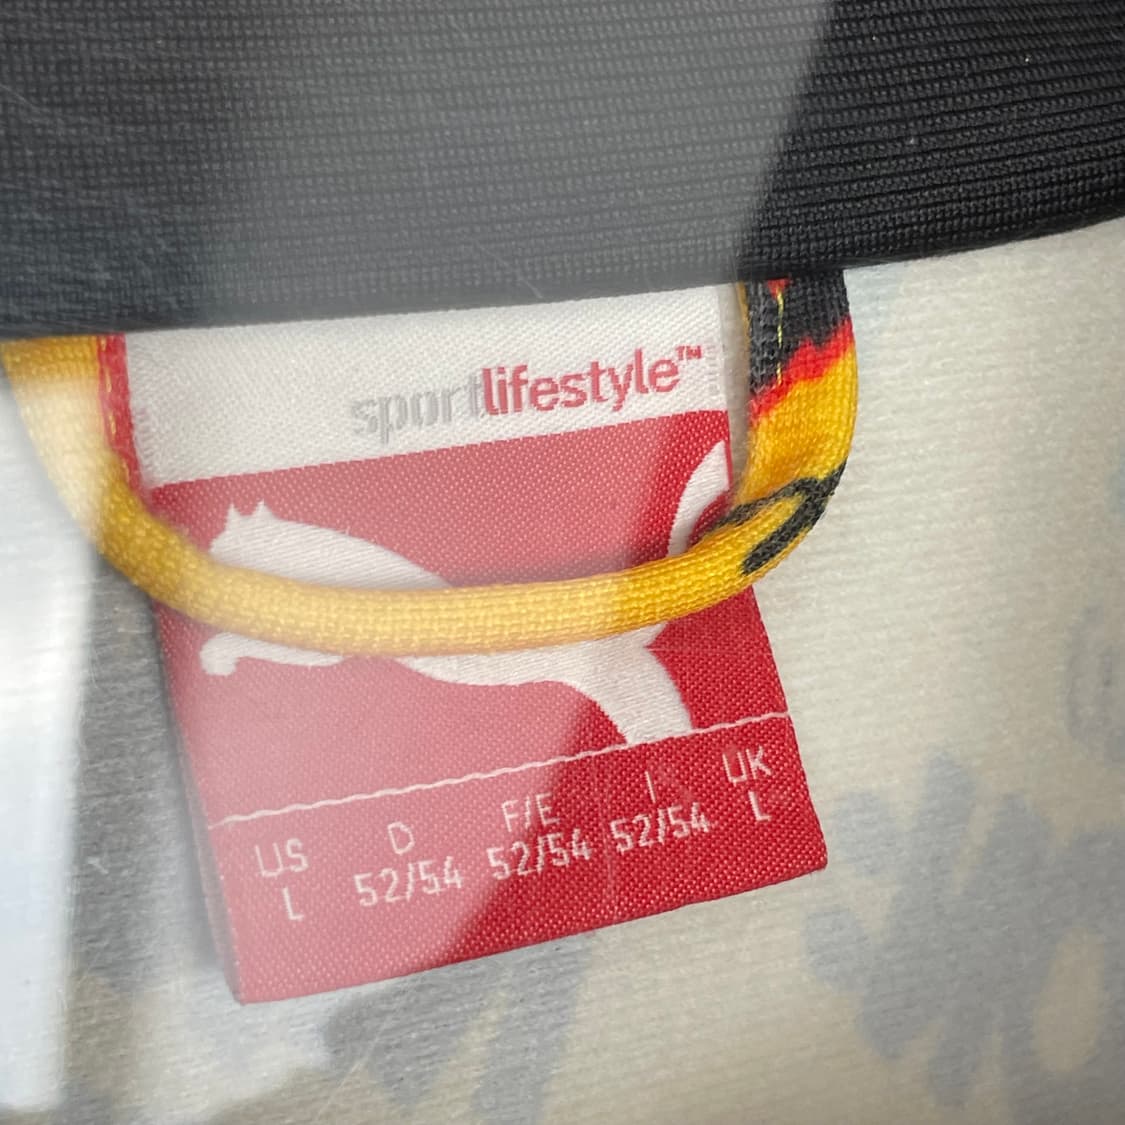 sportlifestyle™
US D F/E I UK
L 52/54 52/54 52/54 L